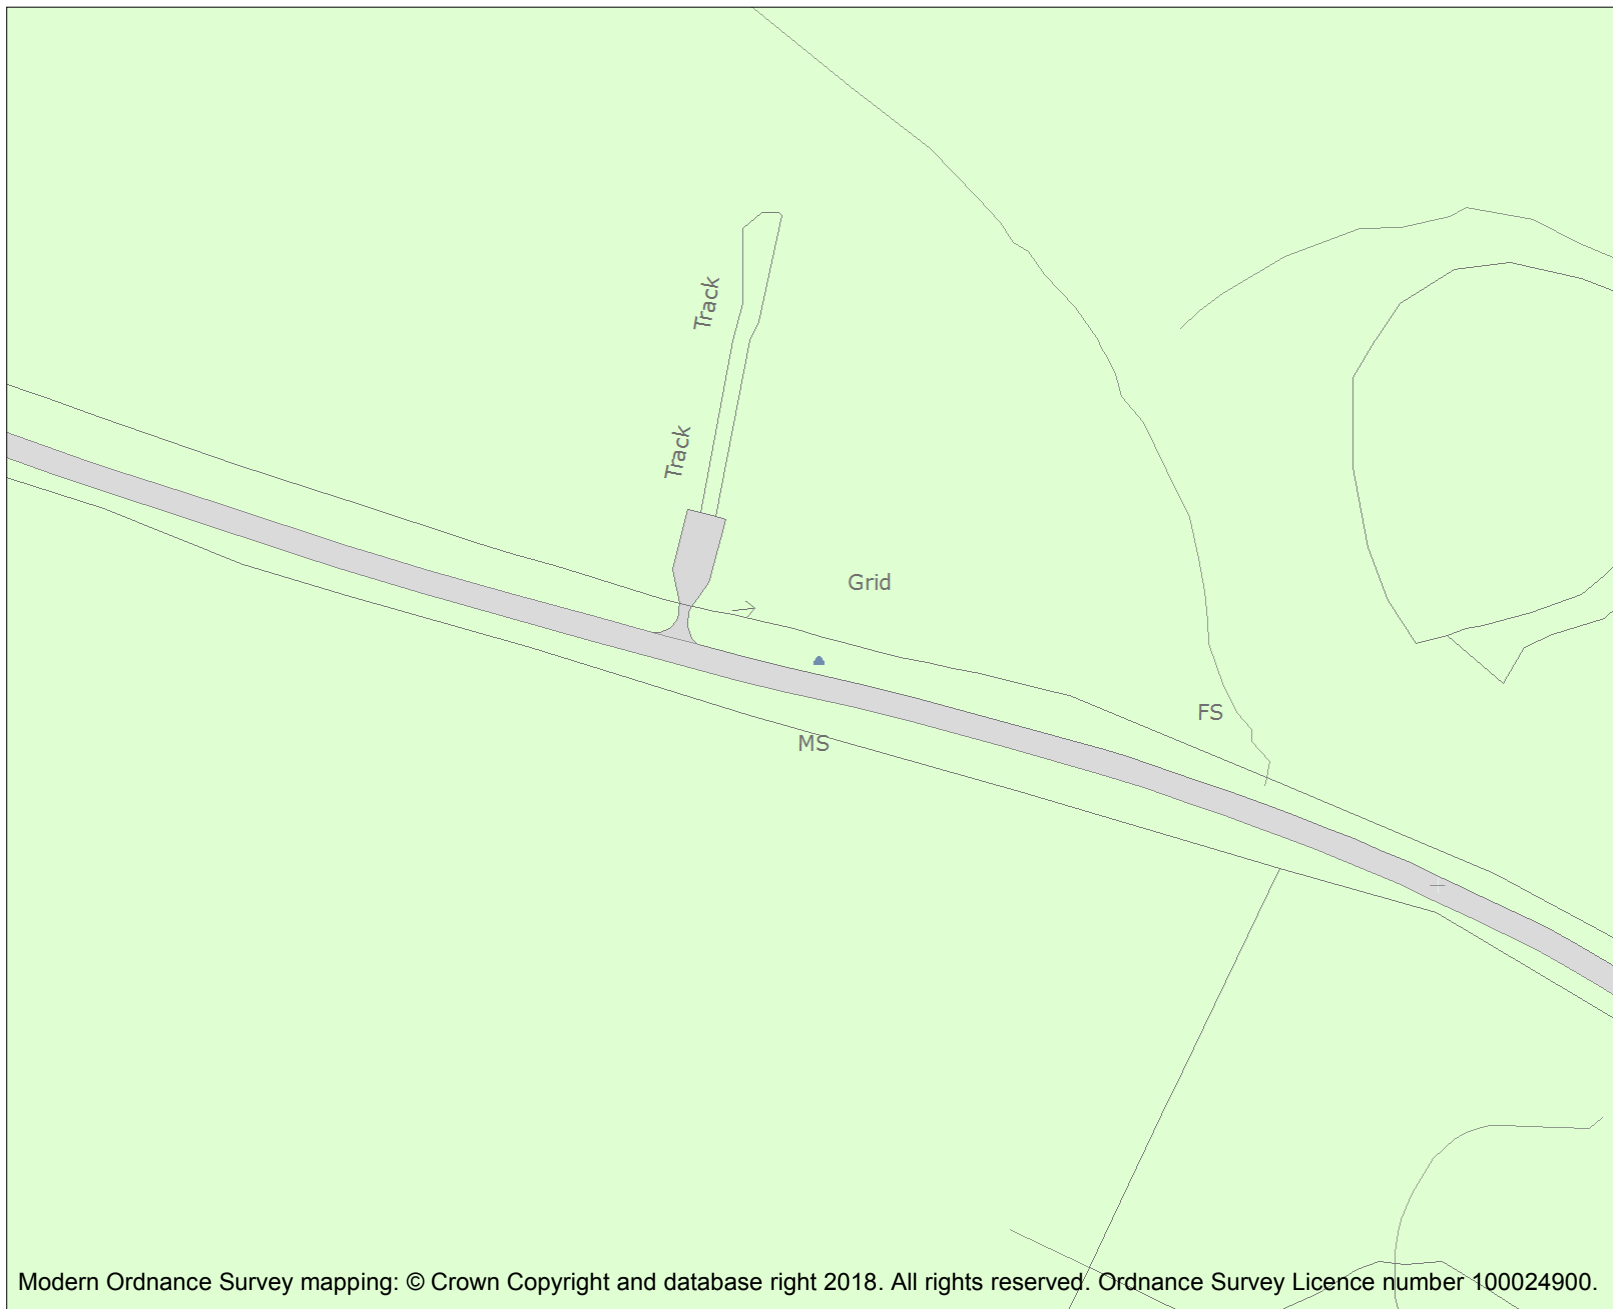 Track
Track
Grid
FS
MS
Modern Ordnance Survey mapping: © Crown Copyright and database right 2018. All rights reserved. Ordnance Survey Licence number 100024900.